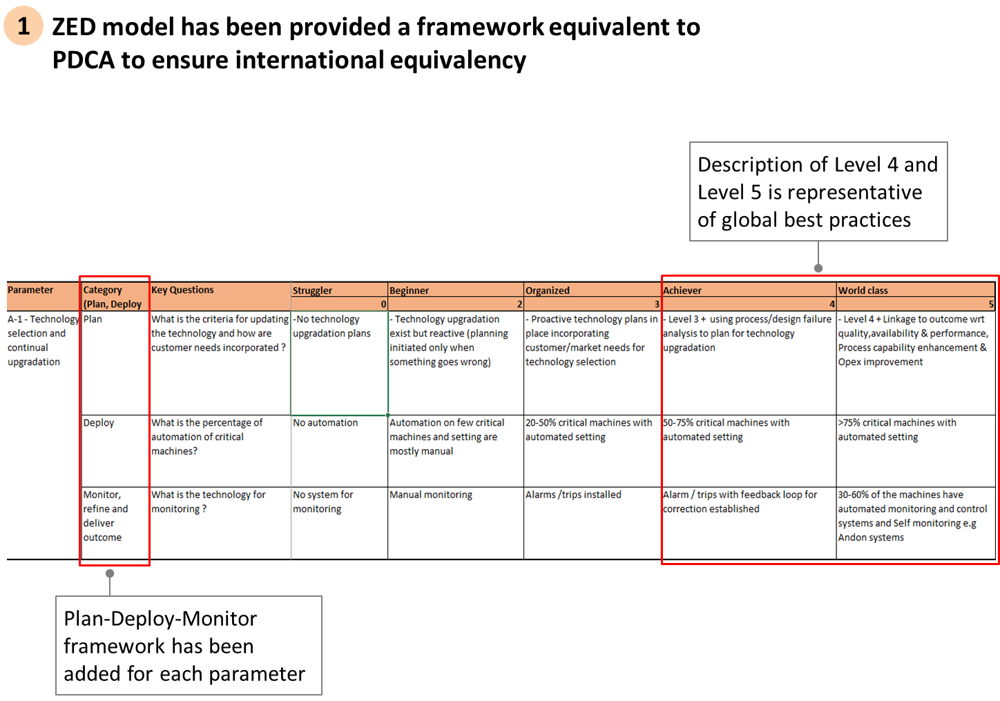 1
ZED model has been provided a framework equivalent to
PDCA to ensure international equivalency
Description of Level 4 and
Level 5 is representative
of global best practices
Parameter
Category
(Plan, Deploy
Key Questions
Struggler
0
Beginner
2
Organized
3
Achiever
4
World class
5
A-1 - Technology
selection and
continual
upgradation
Plan
What is the criteria for updating
the technology and how are
customer needs incorporated ?
-No technology
upgradation plans
- Technology upgradation
exist but reactive (planning
initiated only when
something goes wrong)
- Proactive technology plans in
place incorporating
customer/market needs for
technology selection
- Level 3 + using process/design failure
analysis to plan for technology
upgradation
- Level 4 + Linkage to outcome wrt
quality,availability & performance,
Process capability enhancement &
Opex improvement
Deploy
What is the percentage of
automation of critical
machines?
No automation
Automation on few critical
machines and setting are
mostly manual
20-50% critical machines with
automated setting
50-75% critical machines with
automated setting
>75% critical machines with
automated setting
Monitor,
refine and
deliver
outcome
What is the technology for
monitoring ?
No system for
monitoring
Manual monitoring
Alarms /trips installed
Alarm / trips with feedback loop for
correction established
30-60% of the machines have
automated monitoring and control
systems and Self monitoring e.g
Andon systems
Plan-Deploy-Monitor
framework has been
added for each parameter